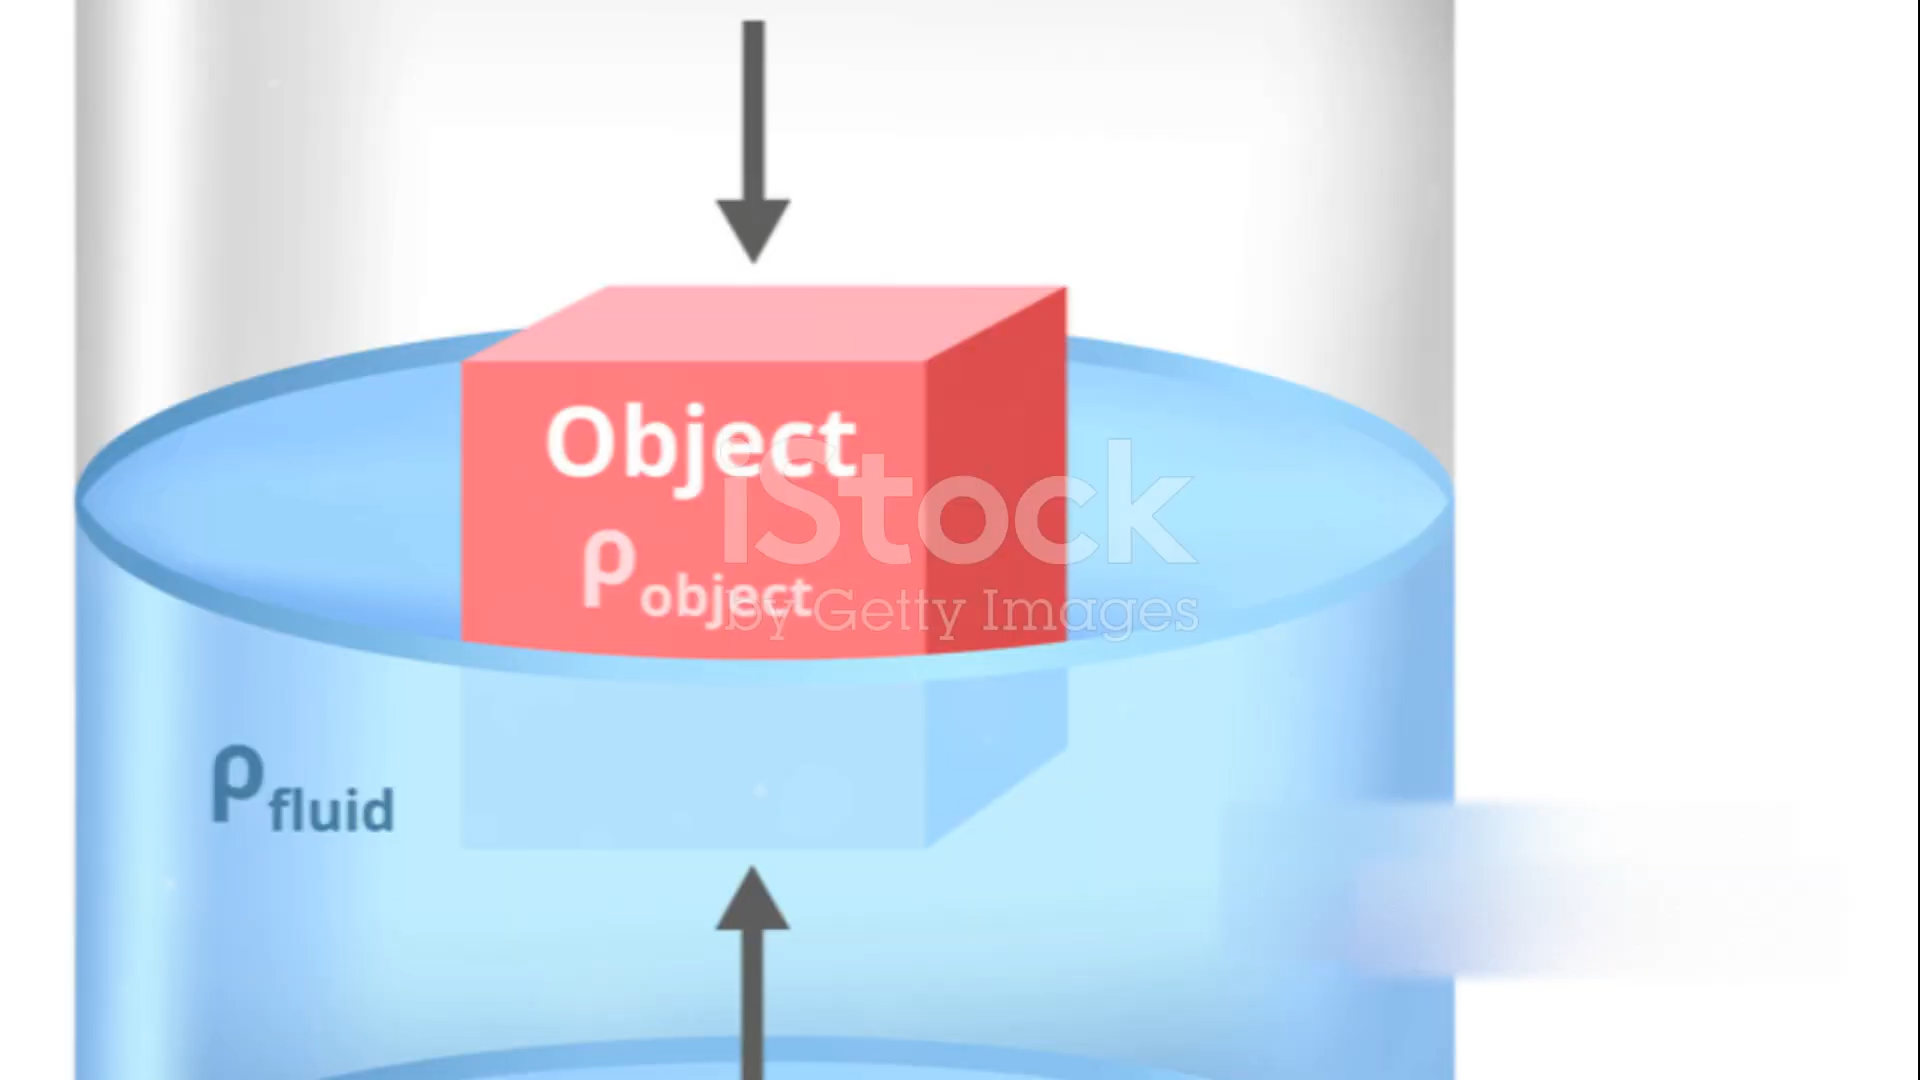 Object
ρobject
iStock
by Getty Images
ρfluid